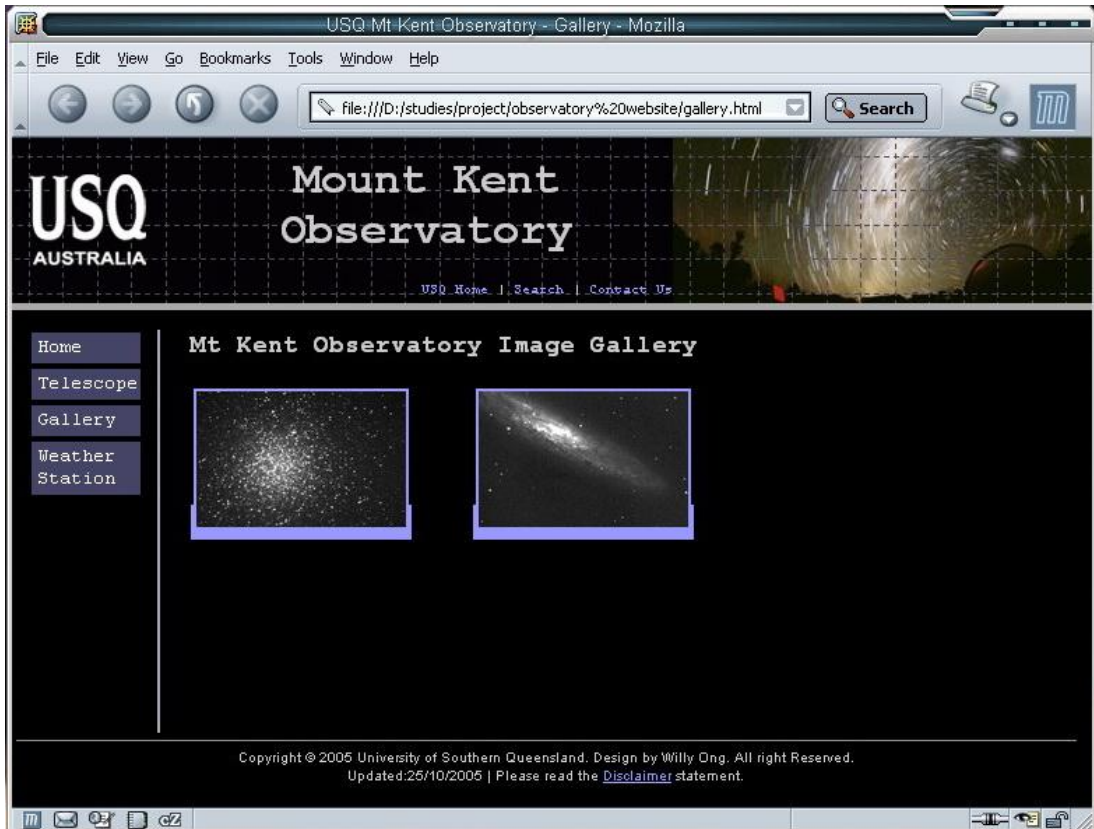 USQ Mt Kent Observatory - Gallery - Mozilla
File Edit View Go Bookmarks Tools Window Help
file:///D:/studies/project/observatory%20website/gallery.html Search
USQ
AUSTRALIA
Mount Kent
Observatory
USQ Home | Search | Contact Us
Home
Telescope
Gallery
Weather
Station
Mt Kent Observatory Image Gallery
Copyright © 2005 University of Southern Queensland. Design by Willy Ong. All right Reserved.
Updated:25/10/2005 | Please read the Disclaimer statement.
cZ